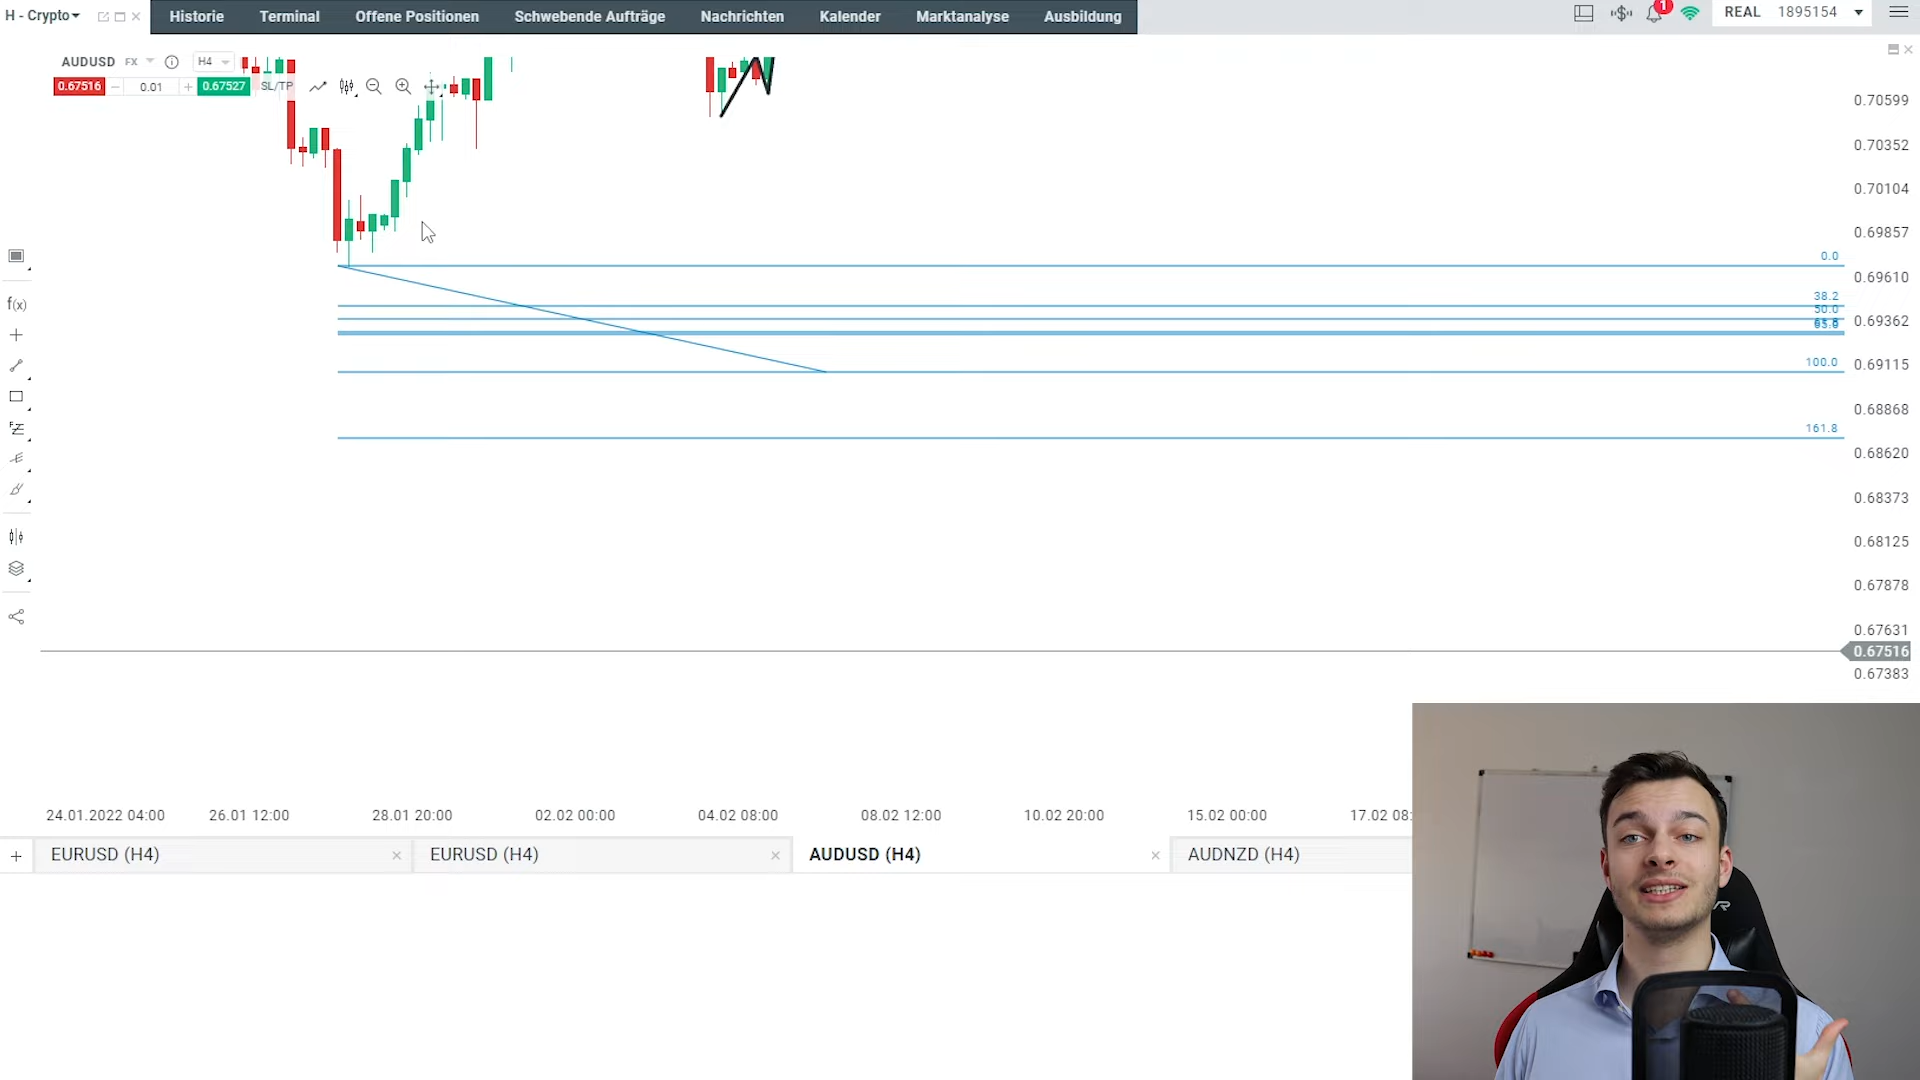 H - Crypto
Historie
Terminal
Offene Positionen
Schwebende Aufträge
Nachrichten
Kalender
Marktanalyse
Ausbildung
1
REAL 1895154
AUDUSD FX H4
0.67516 0.01 0.67527 SL/TP
0.70599
0.70352
0.70104
0.69857
0.0
0.69610
38.2
50.0
0.69362
100.0
0.69115
0.68868
161.8
0.68620
0.68373
0.68125
0.67878
0.67631
0.67516
0.67383
f(x)
24.01.2022 04:00
26.01 12:00
28.01 20:00
02.02 00:00
04.02 08:00
08.02 12:00
10.02 20:00
15.02 00:00
17.02 08:
EURUSD (H4)
EURUSD (H4)
AUDUSD (H4)
AUDNZD (H4)